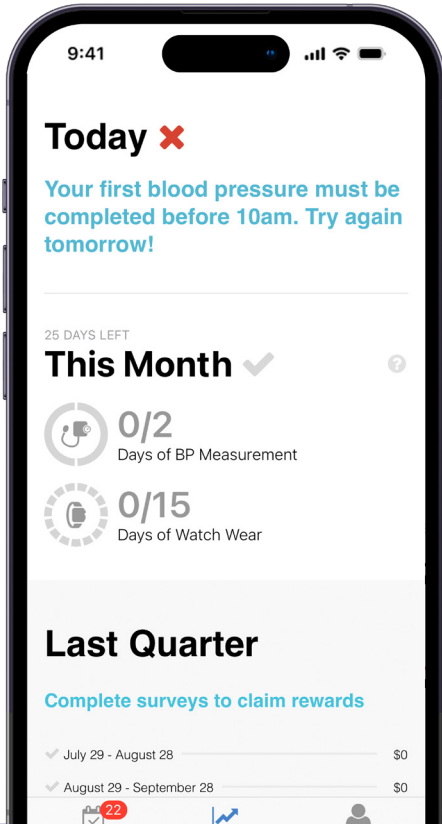 9:41
Today
Your first blood pressure must be
completed before 10am. Try again
tomorrow!
25 DAYS LEFT
This Month
?
0/2
Days of BP Measurement
0/15
Days of Watch Wear
Last Quarter
Complete surveys to claim rewards
July 29 - August 28 $0
August 29 - September 28 $0
22